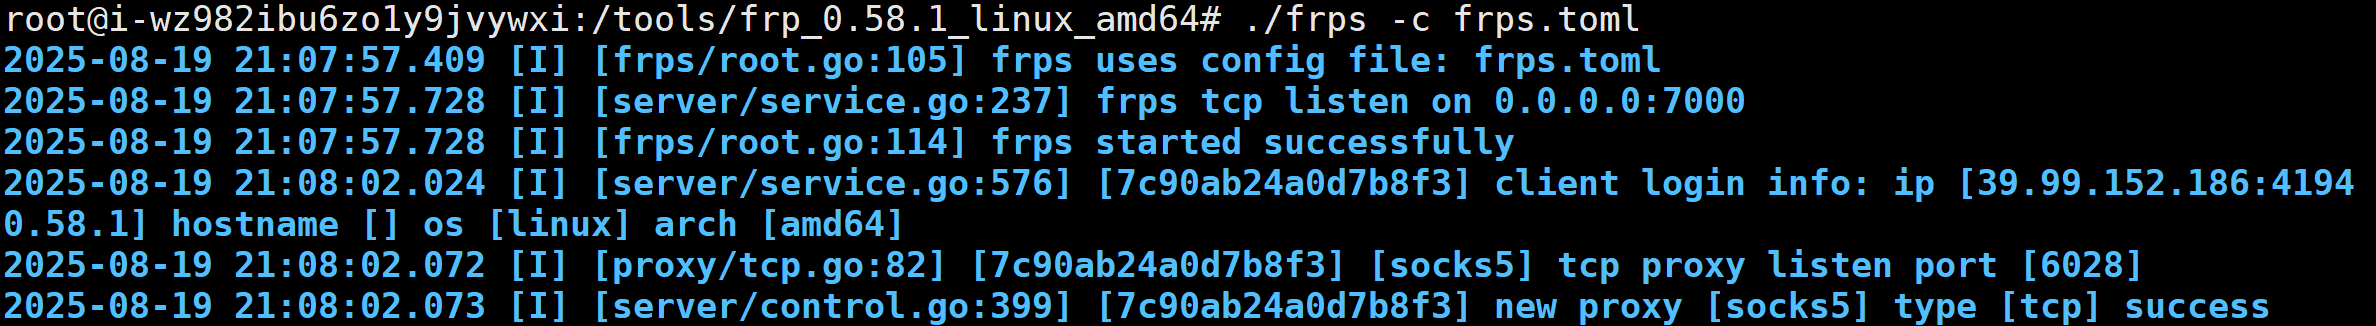 root@i-wz982ibu6zo1y9jvywxi:/tools/frp_0.58.1_linux_amd64# ./frps -c frps.toml
2025-08-19 21:07:57.409 [I] [frps/root.go:105] frps uses config file: frps.toml
2025-08-19 21:07:57.728 [I] [server/service.go:237] frps tcp listen on 0.0.0.0:7000
2025-08-19 21:07:57.728 [I] [frps/root.go:114] frps started successfully
2025-08-19 21:08:02.024 [I] [server/service.go:576] [7c90ab24a0d7b8f3] client login info: ip [39.99.152.186:4194
0.58.1] hostname [] os [linux] arch [amd64]
2025-08-19 21:08:02.072 [I] [proxy/tcp.go:82] [7c90ab24a0d7b8f3] [socks5] tcp proxy listen port [6028]
2025-08-19 21:08:02.073 [I] [server/control.go:399] [7c90ab24a0d7b8f3] new proxy [socks5] type [tcp] success